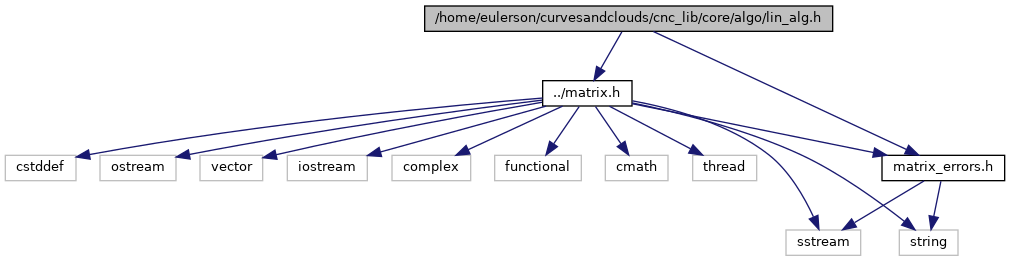 /home/eulerson/curvesandclouds/cnc_lib/core/algo/lin_alg.h
../matrix.h
cstddef
ostream
vector
iostream
complex
functional
cmath
thread
matrix_errors.h
sstream
string